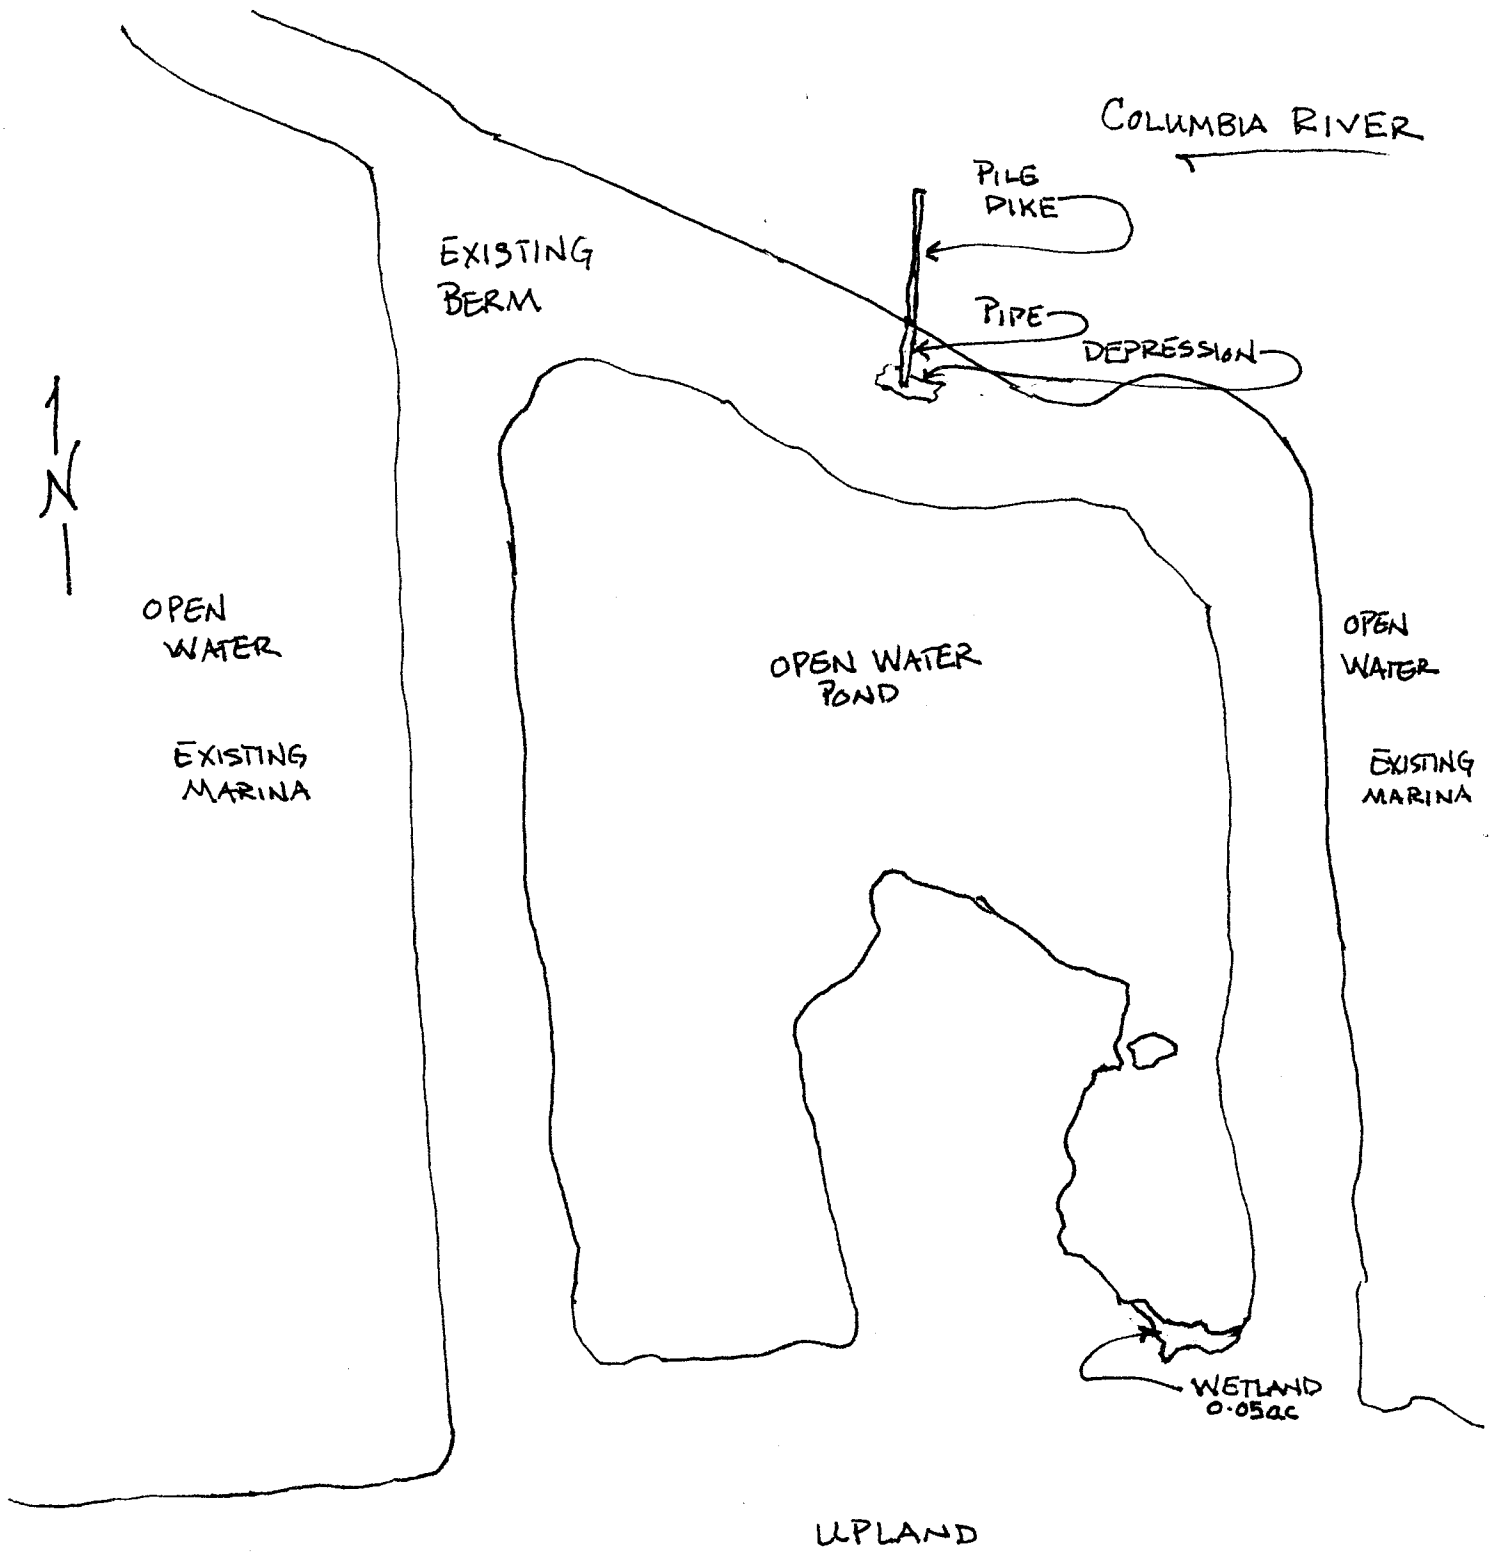 COLUMBIA RIVER
PILE
DIKE
EXISTING
BERM
PIPE
DEPRESSION
N
OPEN
WATER
OPEN WATER
POND
OPEN
WATER
EXISTING
MARINA
EXISTING
MARINA
WETLAND
0.05ac
UPLAND